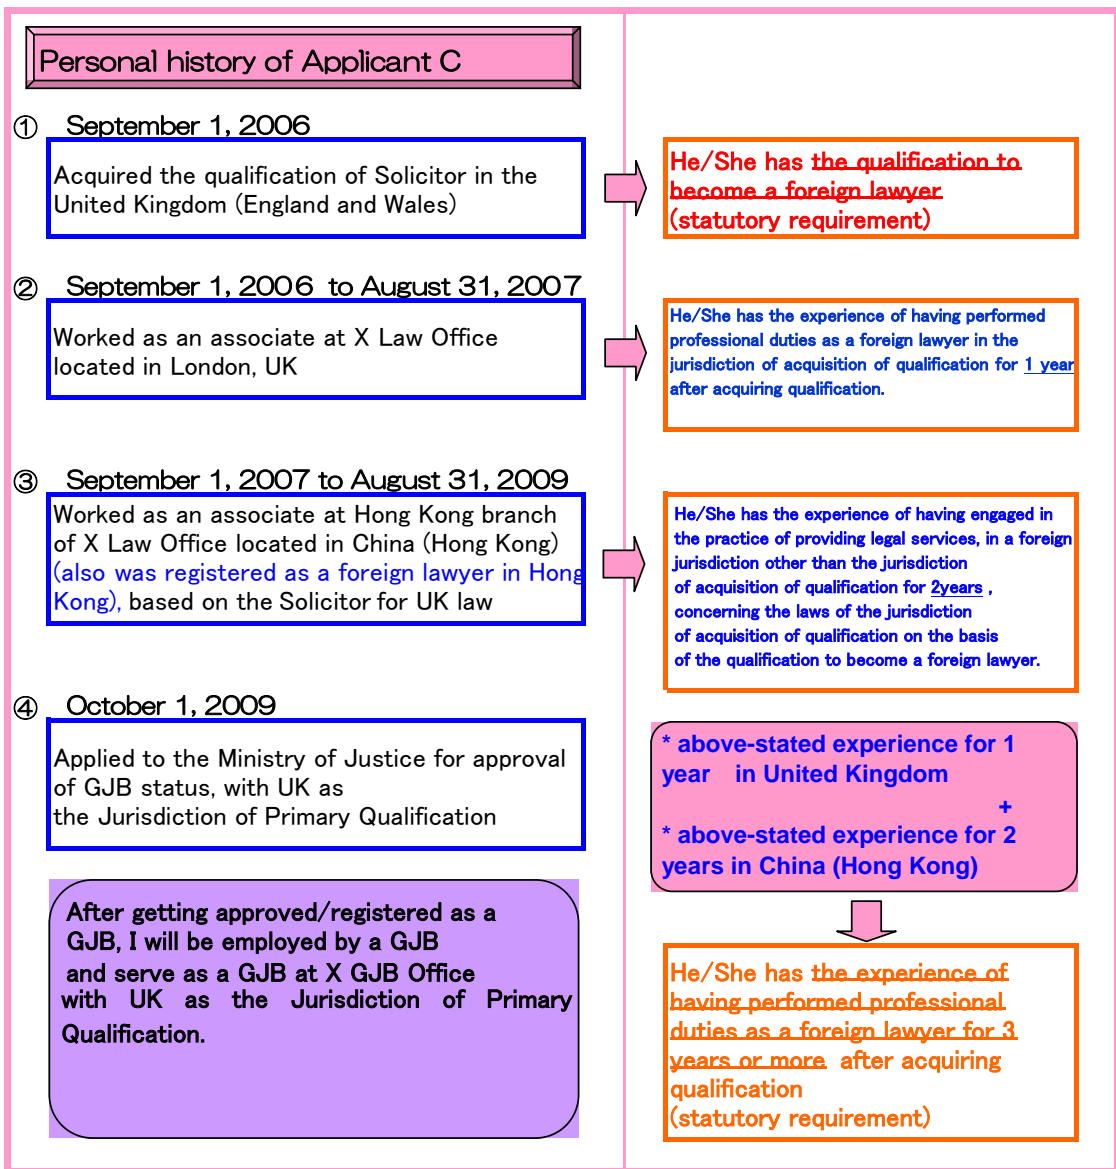 Personal history of Applicant C
① September 1, 2006
Acquired the qualification of Solicitor in the
United Kingdom (England and Wales)
He/She has the qualification to
become a foreign lawyer
(statutory requirement)
② September 1, 2006 to August 31, 2007
Worked as an associate at X Law Office
located in London, UK
He/She has the experience of having performed
professional duties as a foreign lawyer in the
jurisdiction of acquisition of qualification for 1 year
after acquiring qualification.
③ September 1, 2007 to August 31, 2009
Worked as an associate at Hong Kong branch
of X Law Office located in China (Hong Kong)
(also was registered as a foreign lawyer in Hong
Kong), based on the Solicitor for UK law
He/She has the experience of having engaged in
the practice of providing legal services, in a foreign
jurisdiction other than the jurisdiction
of acquisition of qualification for 2years ,
concerning the laws of the jurisdiction
of acquisition of qualification on the basis
of the qualification to become a foreign lawyer.
④ October 1, 2009
Applied to the Ministry of Justice for approval
of GJB status, with UK as
the Jurisdiction of Primary Qualification
* above-stated experience for 1
year in United Kingdom
+
* above-stated experience for 2
years in China (Hong Kong)
After getting approved/registered as a
GJB, I will be employed by a GJB
and serve as a GJB at X GJB Office
with UK as the Jurisdiction of Primary
Qualification.
He/She has the experience of
having performed professional
duties as a foreign lawyer for 3
years or more after acquiring
qualification
(statutory requirement)